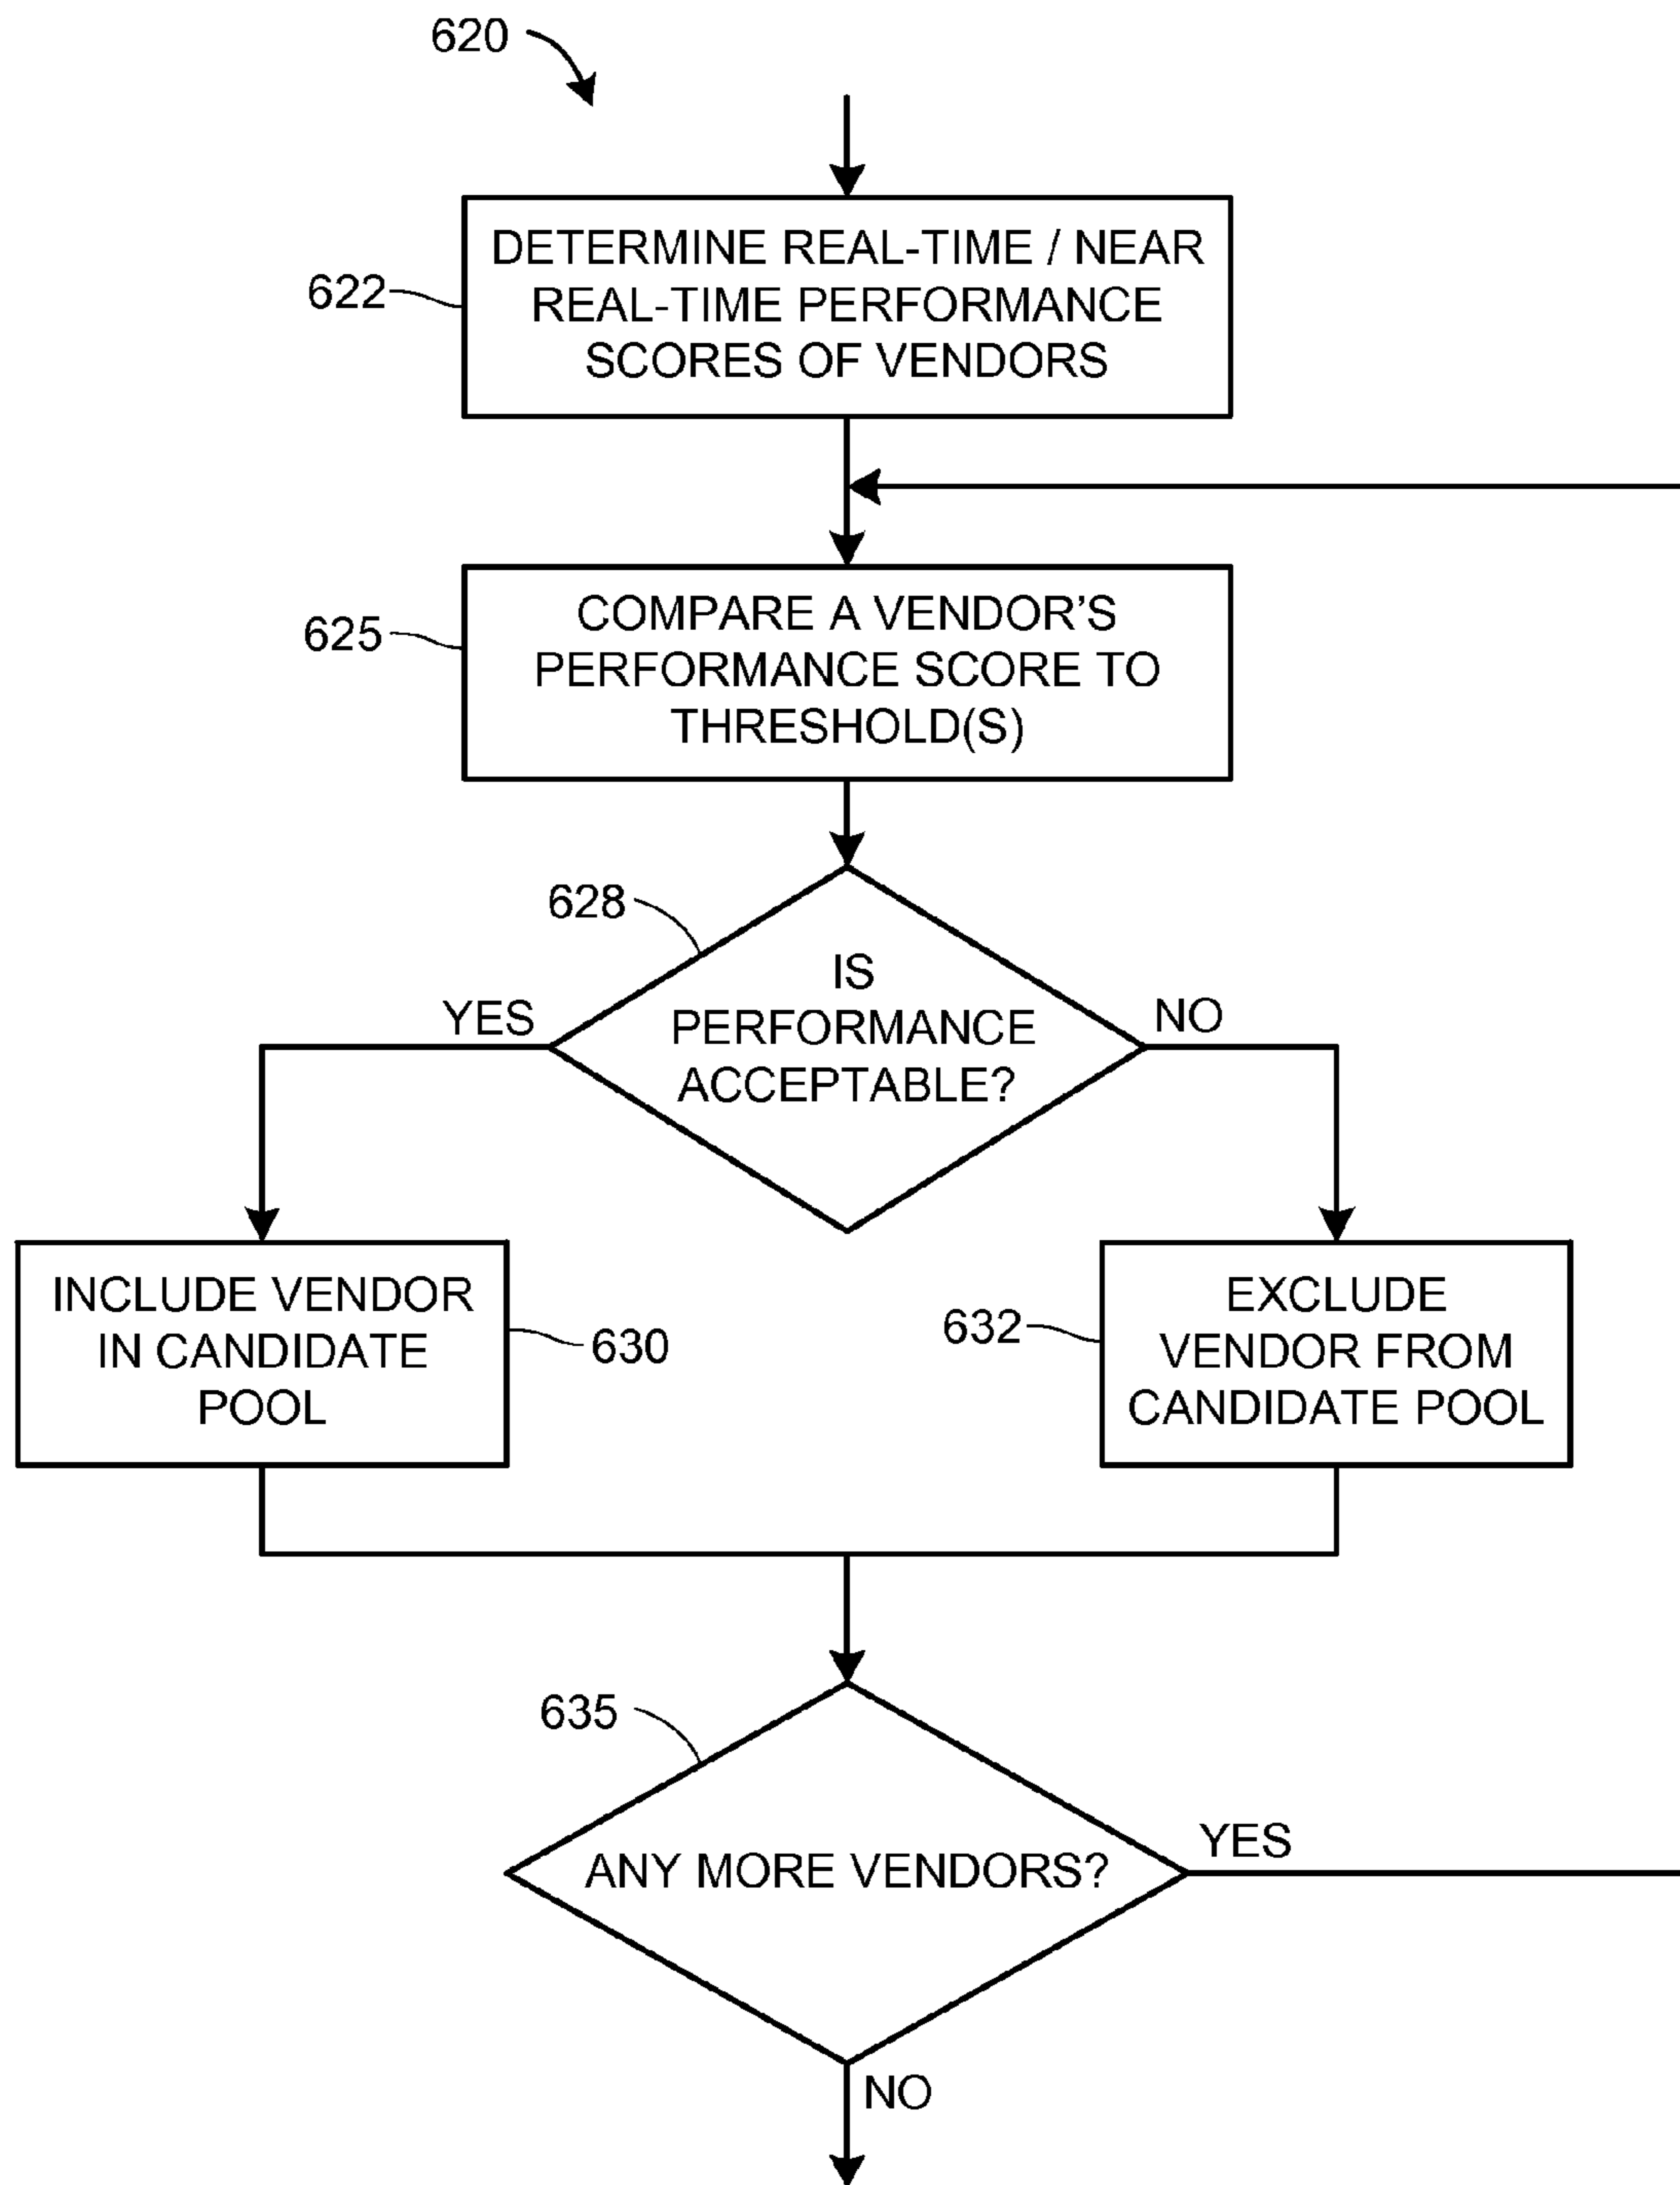 620
622
DETERMINE REAL-TIME / NEAR
REAL-TIME PERFORMANCE
SCORES OF VENDORS
625
COMPARE A VENDOR'S
PERFORMANCE SCORE TO
THRESHOLD(S)
628
IS
PERFORMANCE
ACCEPTABLE?
YES
NO
INCLUDE VENDOR
IN CANDIDATE
POOL
630
632
EXCLUDE
VENDOR FROM
CANDIDATE POOL
635
ANY MORE VENDORS?
YES
NO